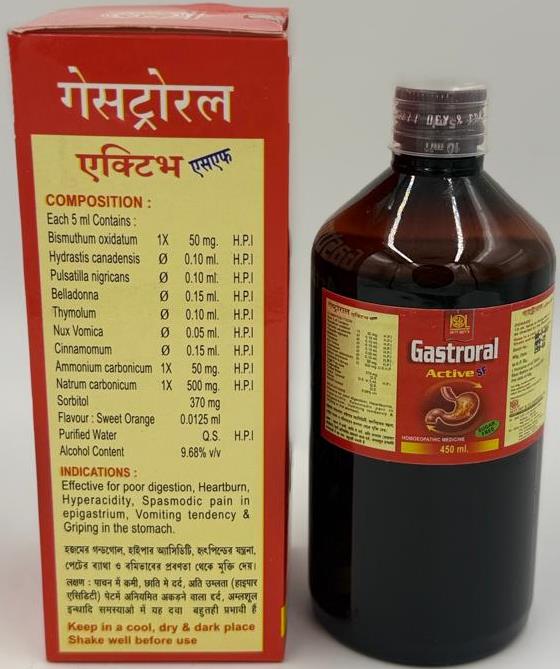 गेसट्रोरल
एक्टिभ एसएफ
COMPOSITION :
Each 5 ml Contains :
Bismuthum oxidatum 1X 50 mg. H.P.I
Hydrastis canadensis Ø 0.10 ml. H.P.I
Pulsatilla nigricans Ø 0.10 ml. H.P.I
Belladonna Ø 0.15 ml. H.P.I
Thymolum Ø 0.10 ml. H.P.I
Nux Vomica Ø 0.05 ml. H.P.I
Cinnamomum Ø 0.15 ml. H.P.I
Ammonium carbonicum 1X 50 mg. H.P.I
Natrum carbonicum 1X 500 mg. H.P.I
Sorbitol 370 mg
Flavour : Sweet Orange 0.0125 ml
Purified Water Q.S. H.P.I
Alcohol Content 9.68% v/v
INDICATIONS :
Effective for poor digestion, Heartburn,
Hyperacidity, Spasmodic pain in
epigastrium, Vomiting tendency &
Griping in the stomach.
হজমের গন্ডগোল, হাইপার অ্যাসিডিটি, হৃৎপিন্ডের যন্ত্রনা,
পেটের ব্যাথা ও বমিভাবের প্রবণতা থেকে মুক্তি দেয়।
लक्षण : पाचन में कमी, छाति मे दर्द, अति उम्लता (हाइपार
एसिडिटी) पेटमें अनियमित अकड़ने वाला दर्द, अम्लशूल
इन्थादि समस्याओं में यह दवा बहुतही प्रभावी हैं
Keep in a cool, dry & dark place
Shake well before use
Gastroral
Active SF
SUGAR FREE
HOMOEOPATHIC MEDICINE
450 ml.